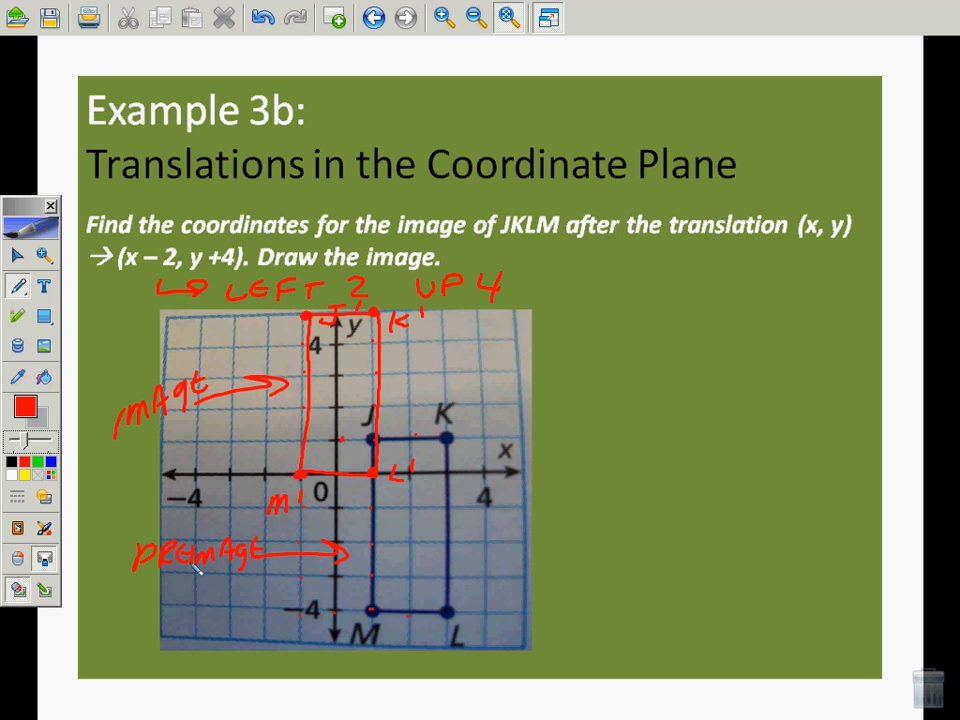 Example 3b:
Translations in the Coordinate Plane
Find the coordinates for the image of JKLM after the translation (x, y)
→ (x – 2, y +4). Draw the image.
↳ LEFT 2 UP 4
J' K'
y
4
ImAgE
J K
x
L'
−4 0 4
m'
PREImAgE
−4
M L
T